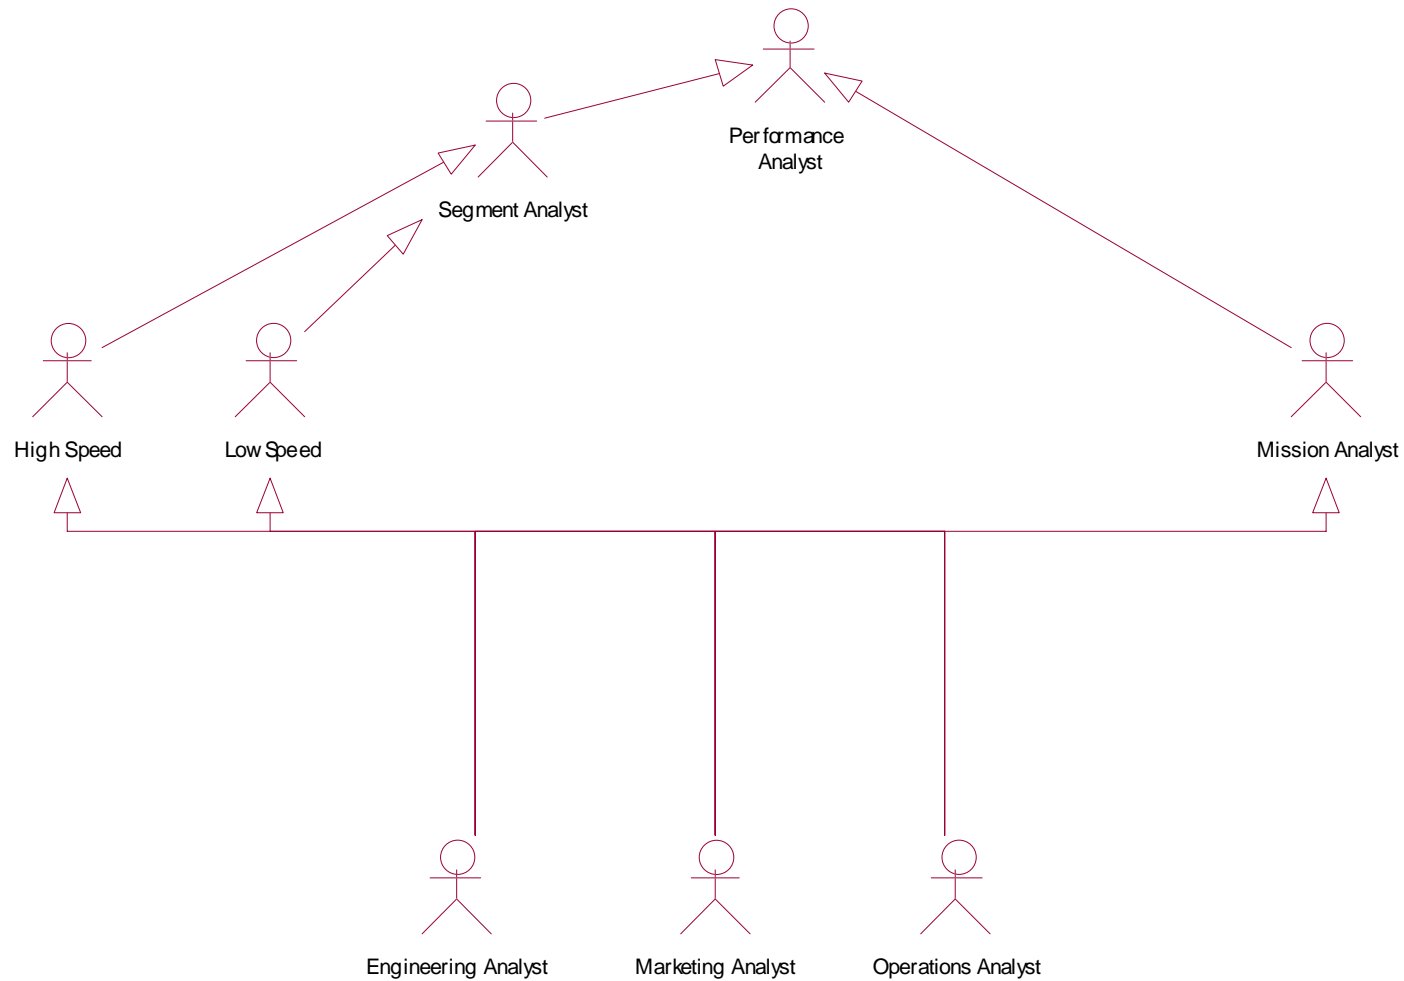 Performance
Analyst
Segment Analyst
High Speed
Low Speed
Mission Analyst
Engineering Analyst
Marketing Analyst
Operations Analyst